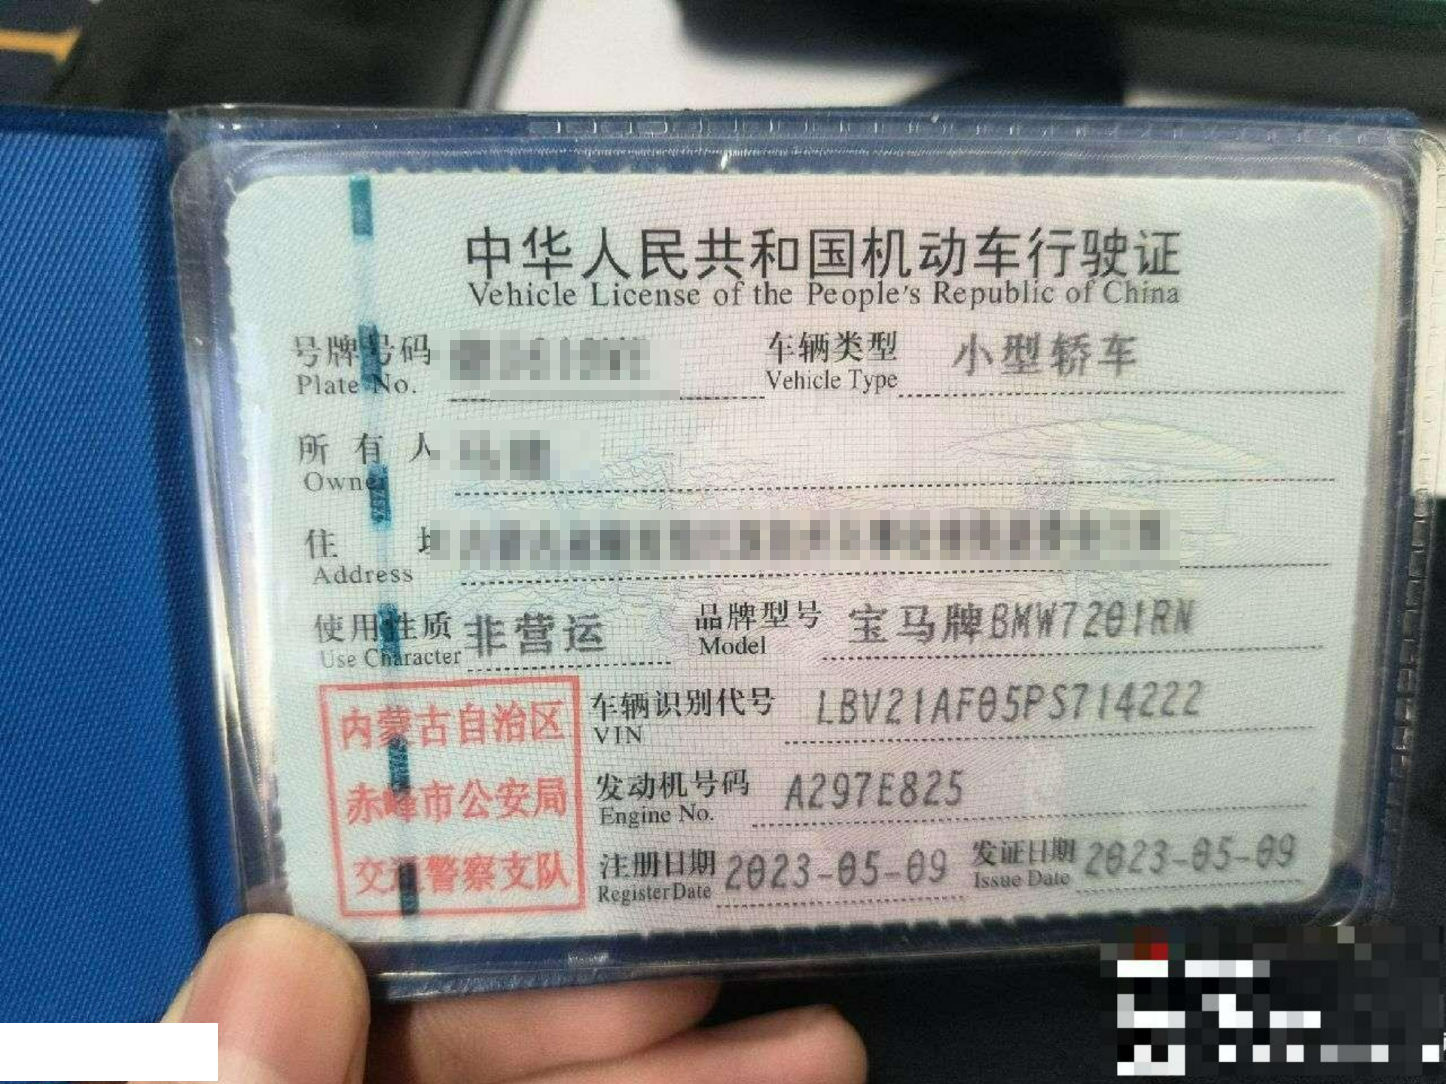 中华人民共和国机动车行驶证
Vehicle License of the People's Republic of China
号牌号码 车辆类型 小型轿车
Plate No. Vehicle Type
所有人
Owner
住
Address
使用性质 非营运 品牌型号 宝马牌BMW7201RN
Use Character Model
内蒙古自治区
赤峰市公安局
交通警察支队
车辆识别代号 LBV21AF05PS714222
VIN
发动机号码 A297E825
Engine No.
注册日期 2023-05-09 发证日期 2023-05-09
Register Date Issue Date